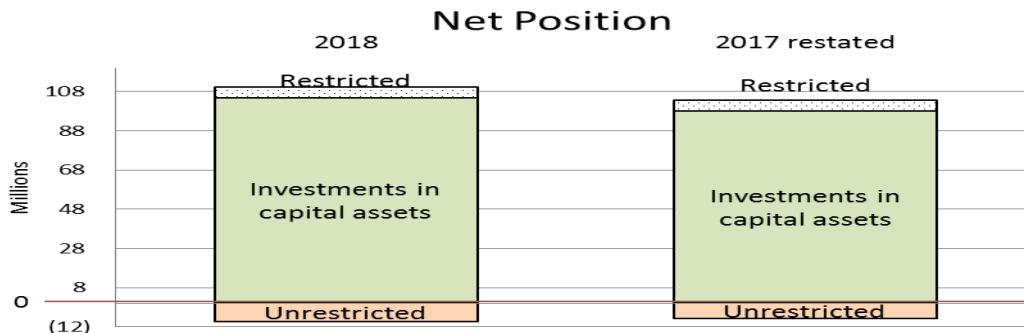 Net Position
2018
2017 restated
Restricted
Restricted
108
88
68
48
28
8
0
(12)
Millions
Investments in
capital assets
Investments in
capital assets
Unrestricted
Unrestricted